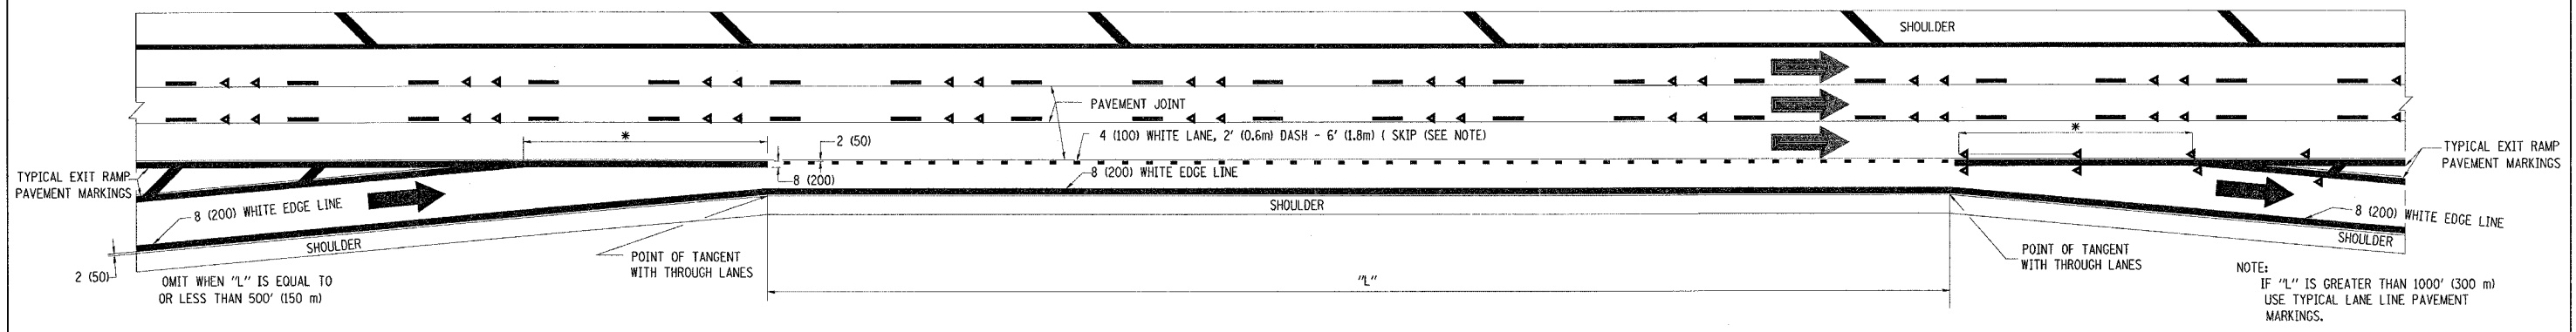 SHOULDER
PAVEMENT JOINT
*
2 (50)
4 (100) WHITE LANE, 2' (0.6m) DASH - 6' (1.8m) ( SKIP (SEE NOTE)
*
TYPICAL EXIT RAMP
PAVEMENT MARKINGS
TYPICAL EXIT RAMP
PAVEMENT MARKINGS
8 (200)
8 (200) WHITE EDGE LINE
8 (200) WHITE EDGE LINE
SHOULDER
8 (200) WHITE EDGE LINE
SHOULDER
SHOULDER
2 (50)
OMIT WHEN "L" IS EQUAL TO
OR LESS THAN 500' (150 m)
POINT OF TANGENT
WITH THROUGH LANES
"L"
POINT OF TANGENT
WITH THROUGH LANES
NOTE:
IF "L" IS GREATER THAN 1000' (300 m)
USE TYPICAL LANE LINE PAVEMENT
MARKINGS.